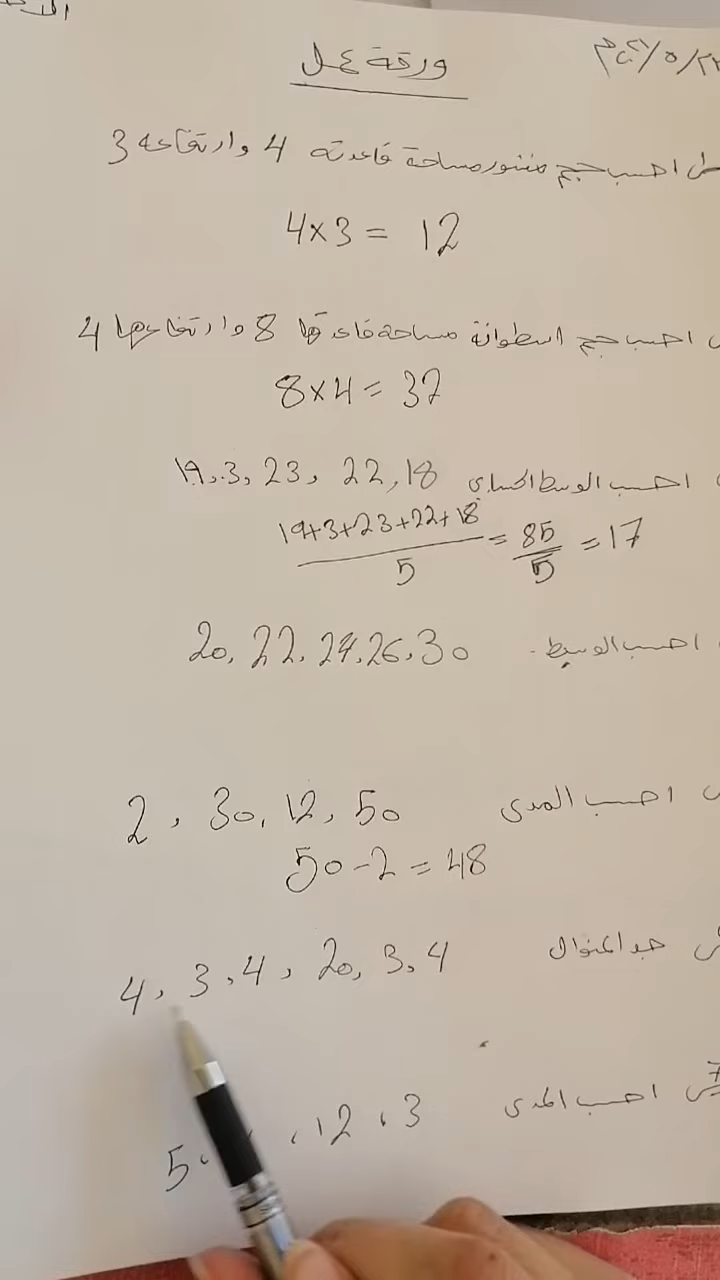 ورقة عمل
احسب حجم منشور مساحة قاعدته 4 وارتفاعه 3
4×3 = 12
احسب حجم اسطوانة مساحة قاعدتها 8 وارتفاعها 4
8×4 = 32
احسب الوسط الحسابي 19, 3, 23, 22, 18
19+3+23+22+18 / 5 = 85 / 5 = 17
احسب الوسيط 20, 22, 24, 26, 30
احسب المدى 2, 30, 12, 50
50-2 = 48
جد المنوال 4, 3, 4, 20, 3, 4
احسب المدى 5, 12, 3